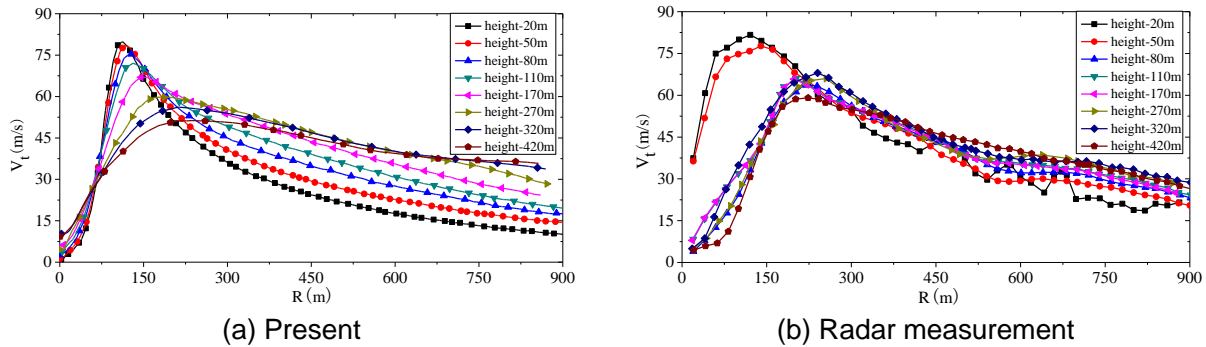 90
75
60
45
30
15
0
V_t (m/s)
0 150 300 450 600 750 900
R (m)
height-20m
height-50m
height-80m
height-110m
height-170m
height-270m
height-320m
height-420m
(a) Present
90
75
60
45
30
15
0
V_t (m/s)
0 150 300 450 600 750 900
R (m)
height-20m
height-50m
height-80m
height-110m
height-170m
height-270m
height-320m
height-420m
(b) Radar measurement